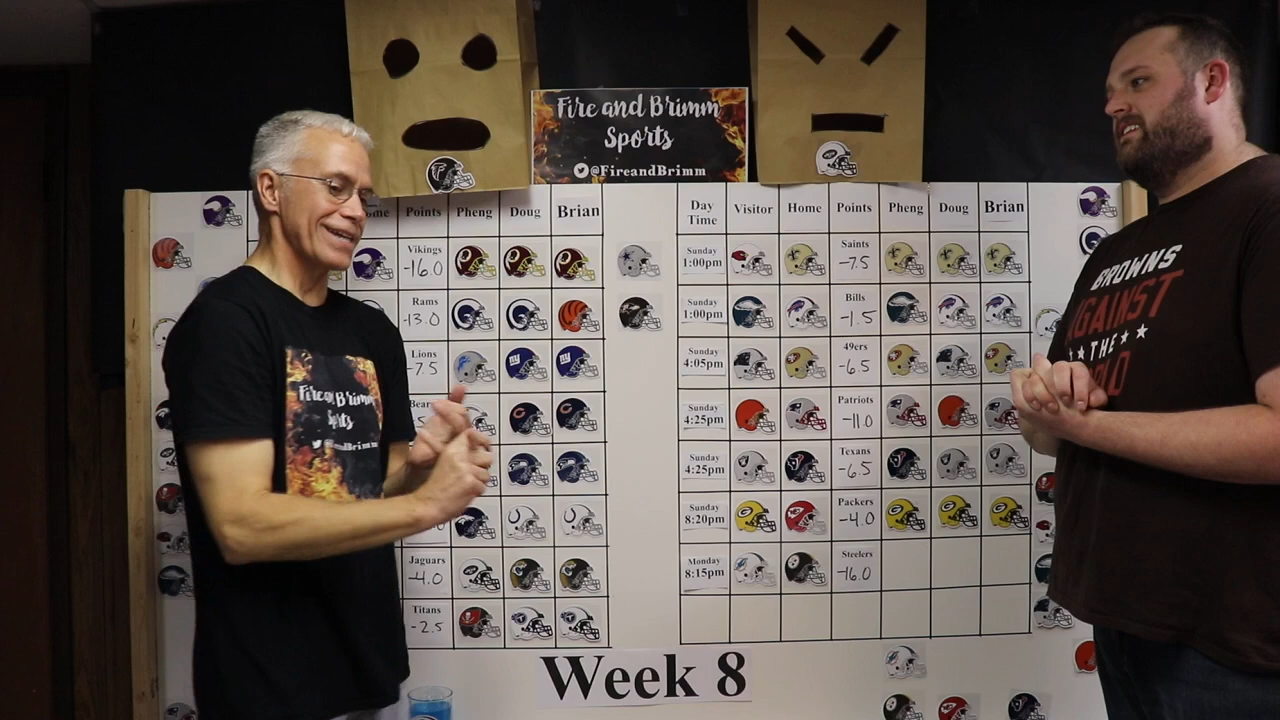 Fire and Brimm
Sports
@FireandBrimm
Points Pheng Doug Brian
Vikings
-16.0
Rams
-13.0
Lions
-7.5
Jaguars
-4.0
Titans
-2.5
Day
Time Visitor Home Points Pheng Doug Brian
Sunday
1:00pm
Saints
-7.5
Sunday
1:00pm
Bills
-1.5
Sunday
4:05pm
49ers
-6.5
Sunday
4:25pm
Patriots
-11.0
Sunday
4:25pm
Texans
-6.5
Sunday
8:20pm
Packers
-4.0
Monday
8:15pm
Steelers
-16.0
Week 8
Fire and Brimm
Sports
BROWNS
AGAINST
★ THE ★★★